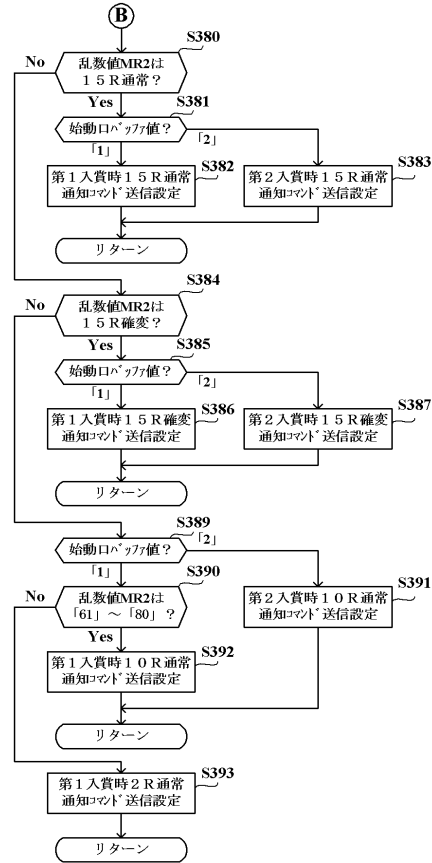 B
S380
乱数値MR2は
15R通常?
No
Yes
S381
始動口バッファ値?
「1」
「2」
S382
第1入賞時15R通常
通知コマンド送信設定
S383
第2入賞時15R通常
通知コマンド送信設定
リターン
S384
乱数値MR2は
15R確変?
No
Yes
S385
始動口バッファ値?
「1」
「2」
S386
第1入賞時15R確変
通知コマンド送信設定
S387
第2入賞時15R確変
通知コマンド送信設定
リターン
S389
始動口バッファ値?
「1」
「2」
S390
乱数値MR2は
「61」~「80」?
No
Yes
S391
第2入賞時10R通常
通知コマンド送信設定
S392
第1入賞時10R通常
通知コマンド送信設定
リターン
S393
第1入賞時2R通常
通知コマンド送信設定
リターン